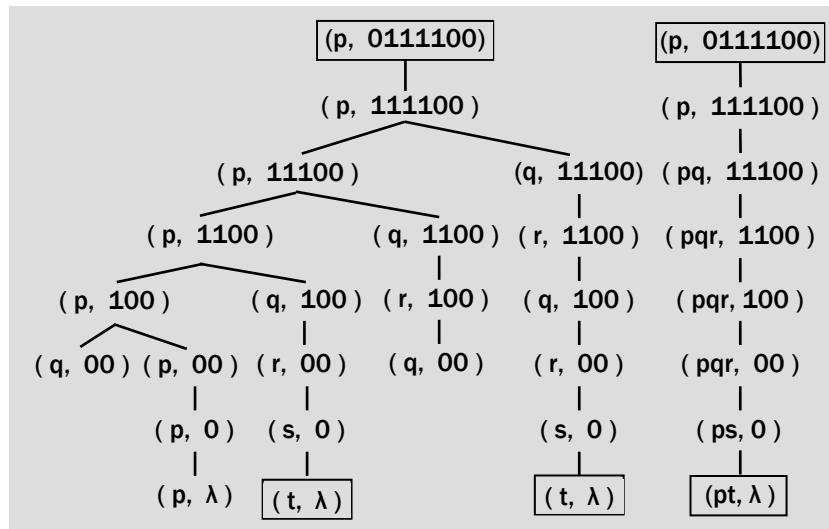 (p, 0111100) (p, 0111100)
( p, 111100 ) ( p, 111100 )
( p, 11100 ) (q, 11100) ( pq, 11100 )
( p, 1100 ) ( q, 1100 ) ( r, 1100 ) ( pqr, 1100 )
( p, 100 ) ( q, 100 ) ( r, 100 ) ( q, 100 ) ( pqr, 100 )
( q, 00 ) ( p, 00 ) ( r, 00 ) ( q, 00 ) ( r, 00 ) ( pqr, 00 )
( p, 0 ) ( s, 0 ) ( s, 0 ) ( ps, 0 )
( p, λ ) ( t, λ ) ( t, λ ) (pt, λ )